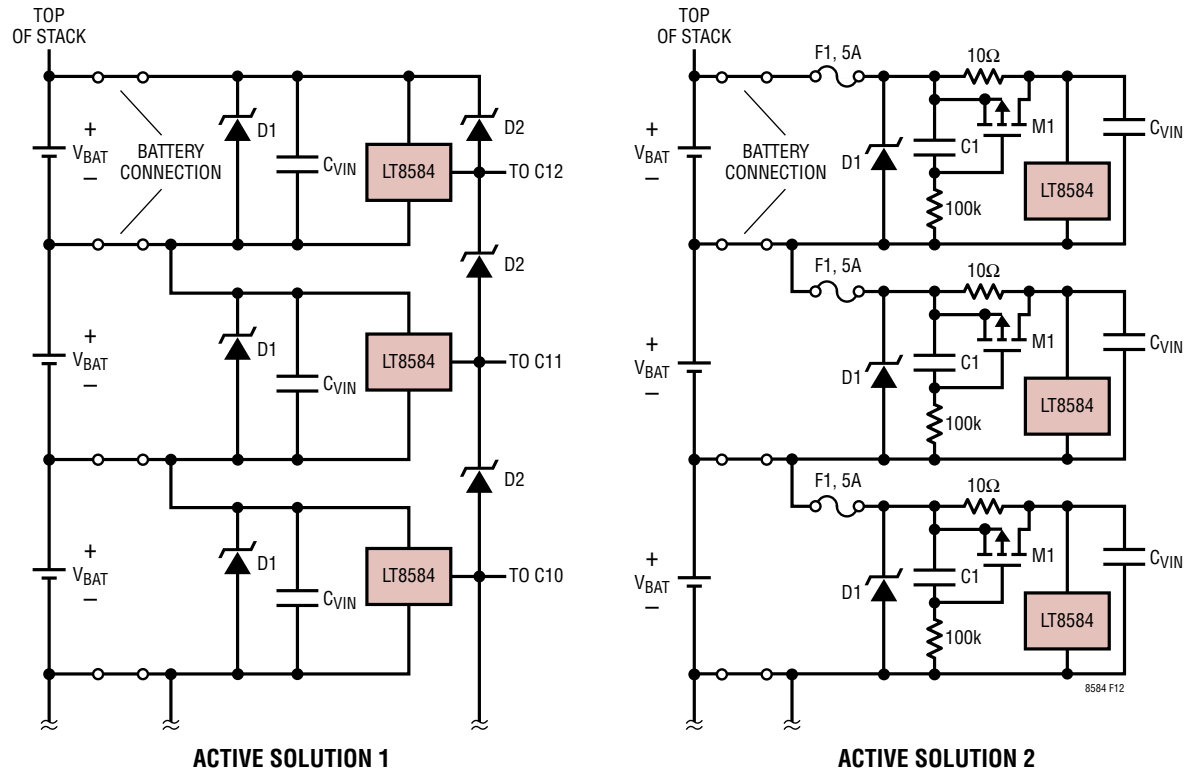 TOP
OF STACK
D1
D2
+
VBAT
–
BATTERY
CONNECTION
CVIN
LT8584
TO C12
D2
+
VBAT
–
D1
CVIN
LT8584
TO C11
D2
+
VBAT
–
D1
CVIN
LT8584
TO C10
ACTIVE SOLUTION 1
TOP
OF STACK
F1, 5A
10Ω
+
VBAT
–
BATTERY
CONNECTION
D1
C1
M1
CVIN
LT8584
100k
F1, 5A
10Ω
+
VBAT
–
D1
C1
M1
CVIN
LT8584
100k
F1, 5A
10Ω
+
VBAT
–
D1
C1
M1
CVIN
LT8584
100k
8584 F12
ACTIVE SOLUTION 2